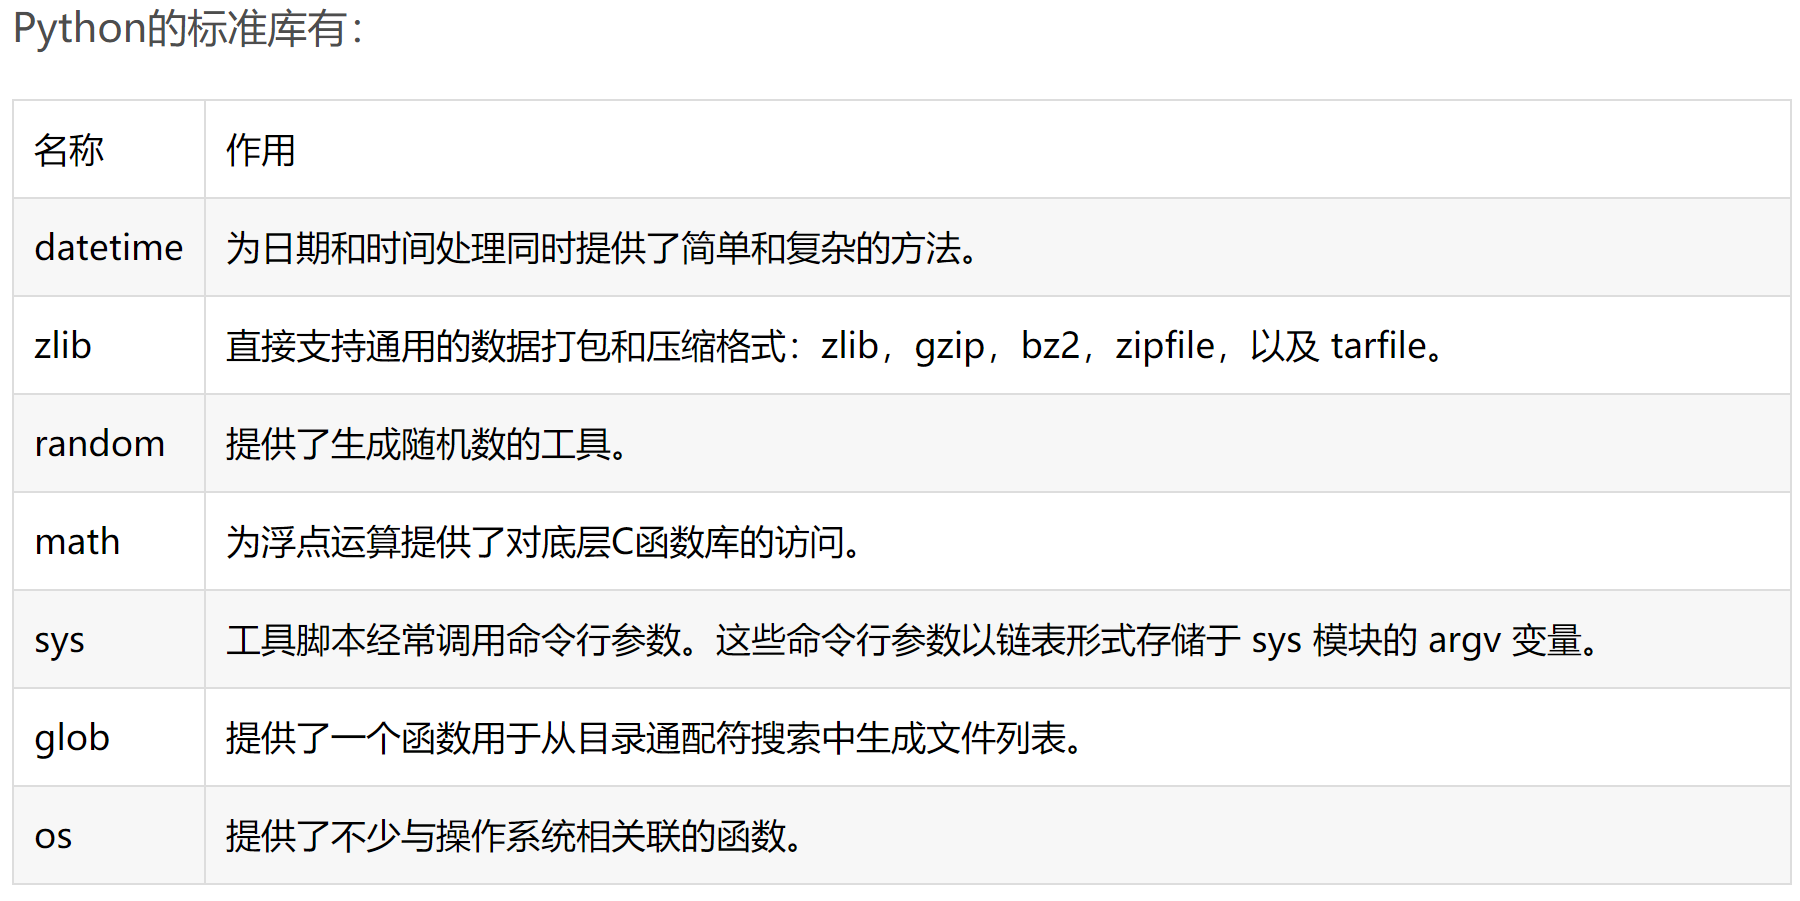 Python的标准库有：
名称 作用
datetime 为日期和时间处理同时提供了简单和复杂的方法。
zlib 直接支持通用的数据打包和压缩格式：zlib，gzip，bz2，zipfile，以及 tarfile。
random 提供了生成随机数的工具。
math 为浮点运算提供了对底层C函数库的访问。
sys 工具脚本经常调用命令行参数。这些命令行参数以链表形式存储于 sys 模块的 argv 变量。
glob 提供了一个函数用于从目录通配符搜索中生成文件列表。
os 提供了不少与操作系统相关联的函数。